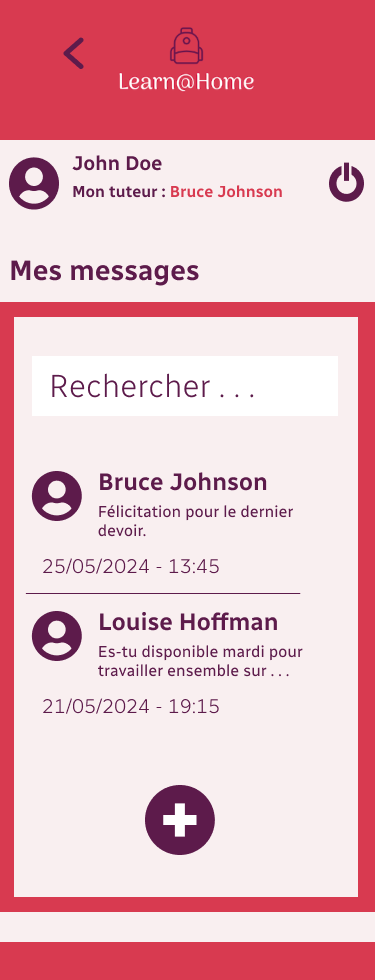 Learn@Home
John Doe
Mon tuteur : Bruce Johnson
Mes messages
Rechercher . . .
Bruce Johnson
Félicitation pour le dernier
devoir.
25/05/2024 - 13:45
Louise Hoffman
Es-tu disponible mardi pour
travailler ensemble sur . . .
21/05/2024 - 19:15